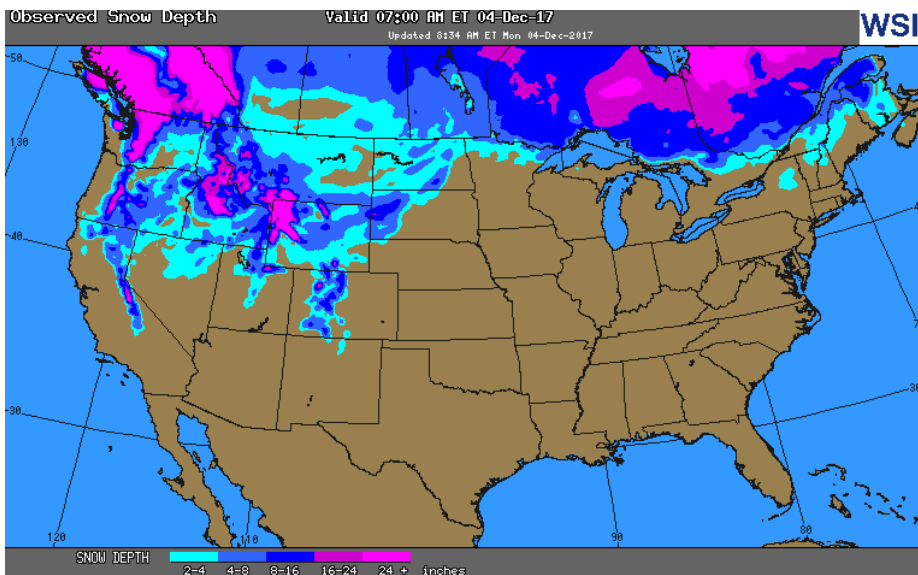 Observed Snow Depth Valid 07:00 AM ET 04-Dec-17
Updated 8:34 AM ET Mon 04-Dec-2017
WSI
-50
130
-40
-30
120
110
90
80
30
SNOW DEPTH
2-4 4-8 8-16 16-24 24 + inches